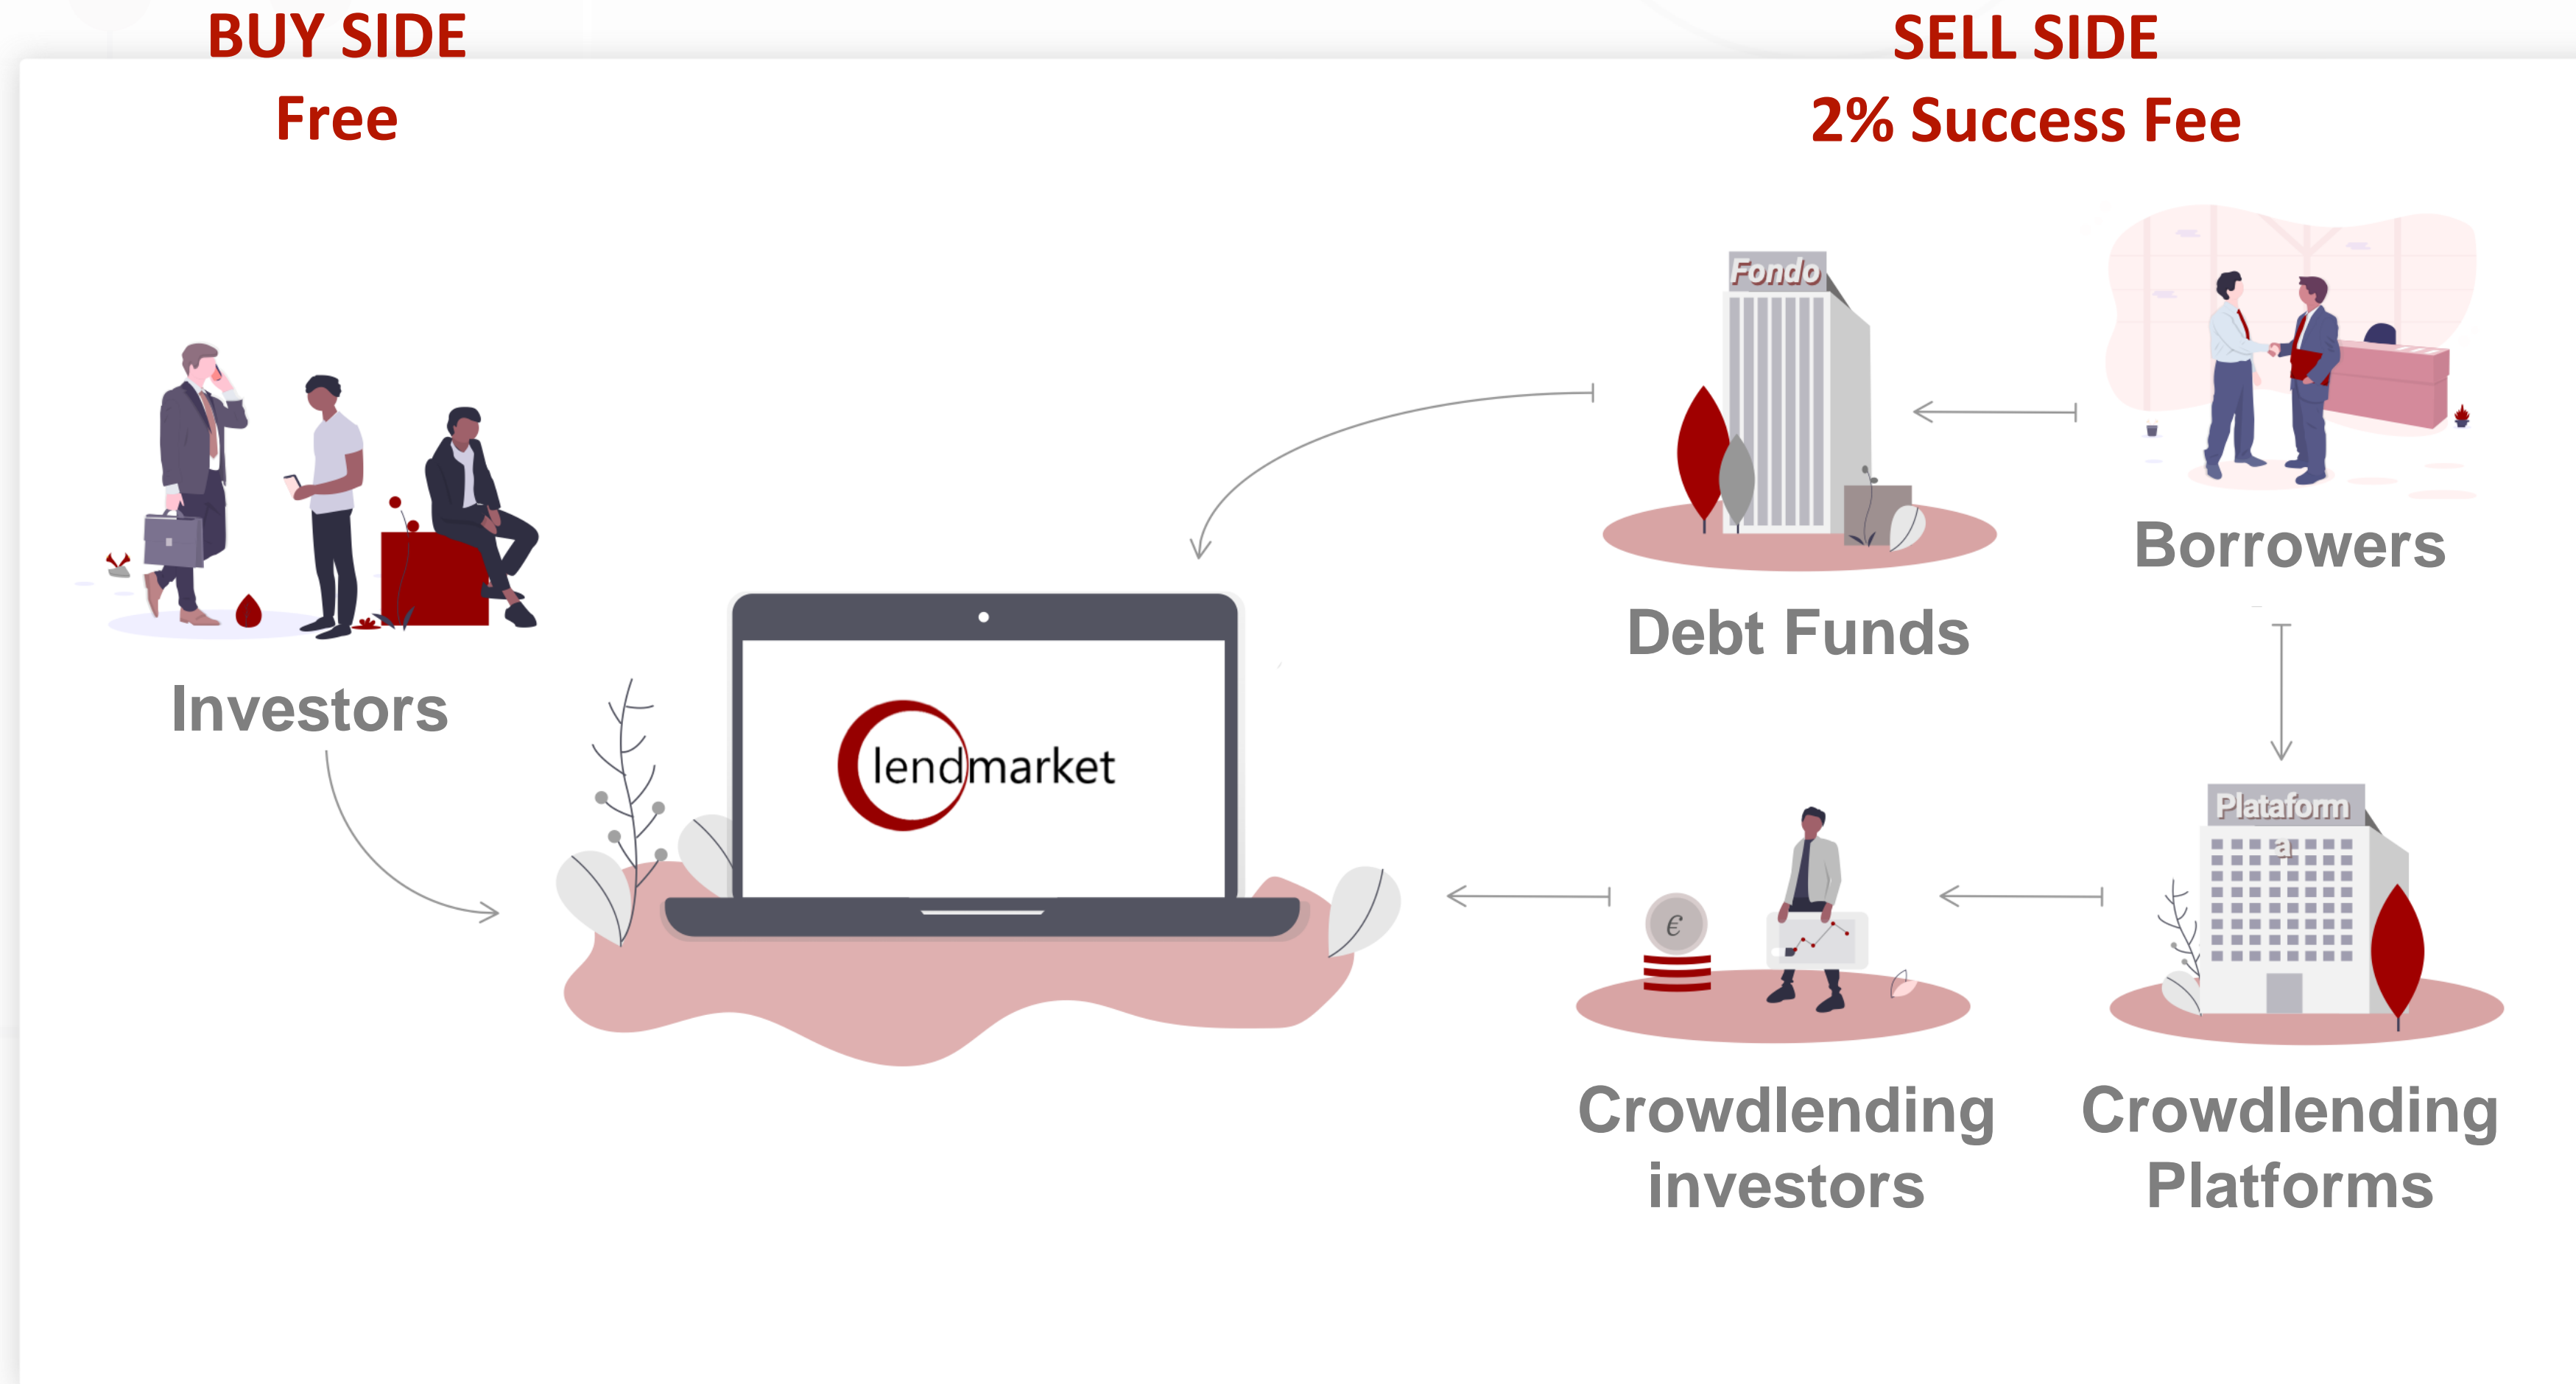 BUY SIDE
Free
SELL SIDE
2% Success Fee
Fondo
Borrowers
Debt Funds
Investors
lendmarket
Plataform
a
€
Crowdlending
investors
Crowdlending
Platforms